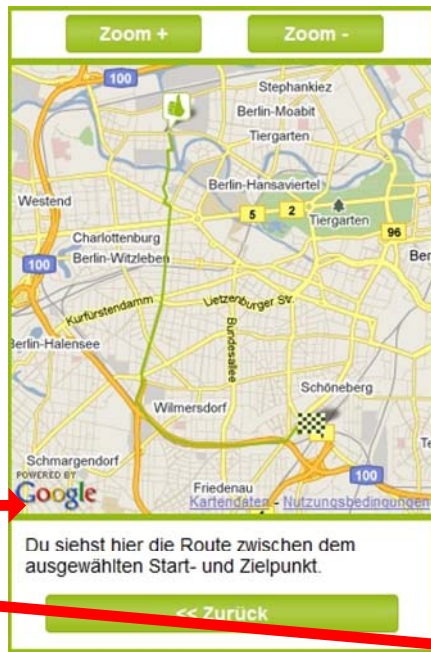 Zoom +
Zoom -
100
Stephankiez
Berlin-Moabit
Tiergarten
Berlin-Hansaviertel
Westend
5
2
Tiergarten
96
Charlottenburg
100
Berlin-Witzleben
Ber
Kurfürstendamm
Lietzenburger Str.
Bundesallee
Berlin-Halensee
Schöneberg
Wilmersdorf
Schmargendorf
100
POWERED BY
Google
Friedenau
Kartendaten - Nutzungsbedingungen
Du siehst hier die Route zwischen dem
ausgewählten Start- und Zielpunkt.
<< Zurück